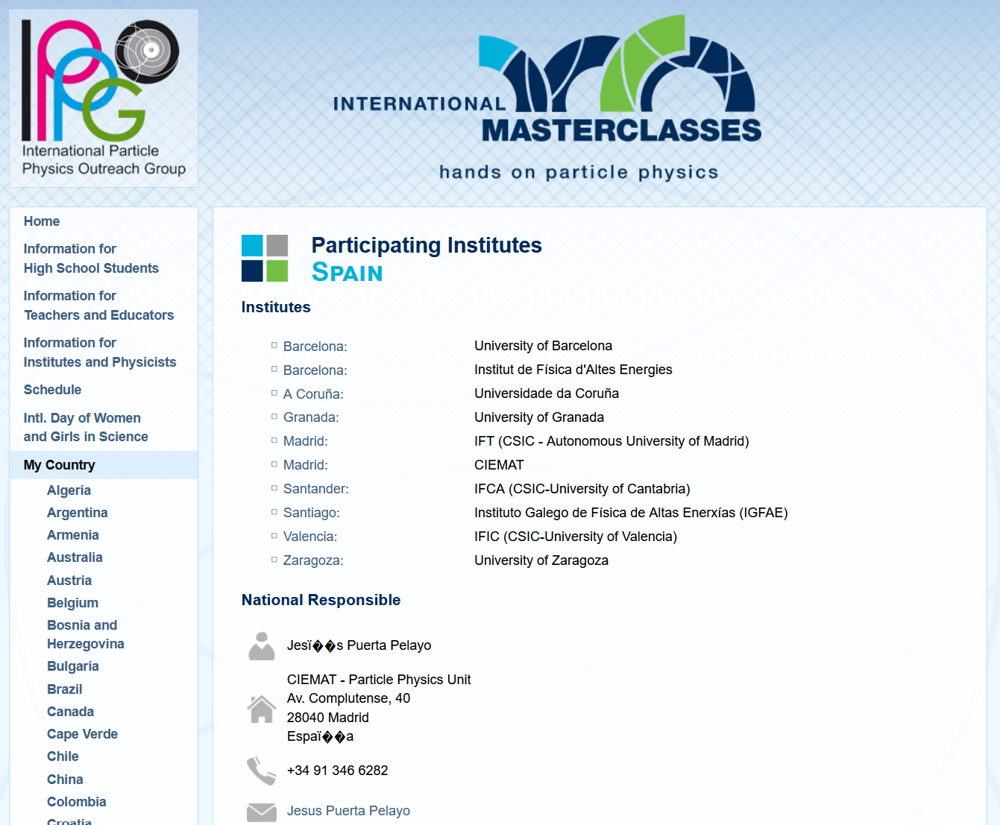 IPPOG
International Particle
Physics Outreach Group
INTERNATIONAL
MASTERCLASSES
hands on particle physics
Home
Information for
High School Students
Information for
Teachers and Educators
Information for
Institutes and Physicists
Schedule
Intl. Day of Women
and Girls in Science
My Country
Algeria
Argentina
Armenia
Australia
Austria
Belgium
Bosnia and
Herzegovina
Bulgaria
Brazil
Canada
Cape Verde
Chile
China
Colombia
Croatia
Participating Institutes
SPAIN
Institutes
Barcelona: University of Barcelona
Barcelona: Institut de Física d'Altes Energies
A Coruña: Universidade da Coruña
Granada: University of Granada
Madrid: IFT (CSIC - Autonomous University of Madrid)
Madrid: CIEMAT
Santander: IFCA (CSIC-University of Cantabria)
Santiago: Instituto Galego de Física de Altas Enerxías (IGFAE)
Valencia: IFIC (CSIC-University of Valencia)
Zaragoza: University of Zaragoza
National Responsible
Jesï��s Puerta Pelayo
CIEMAT - Particle Physics Unit
Av. Complutense, 40
28040 Madrid
Espaï��a
+34 91 346 6282
Jesus Puerta Pelayo